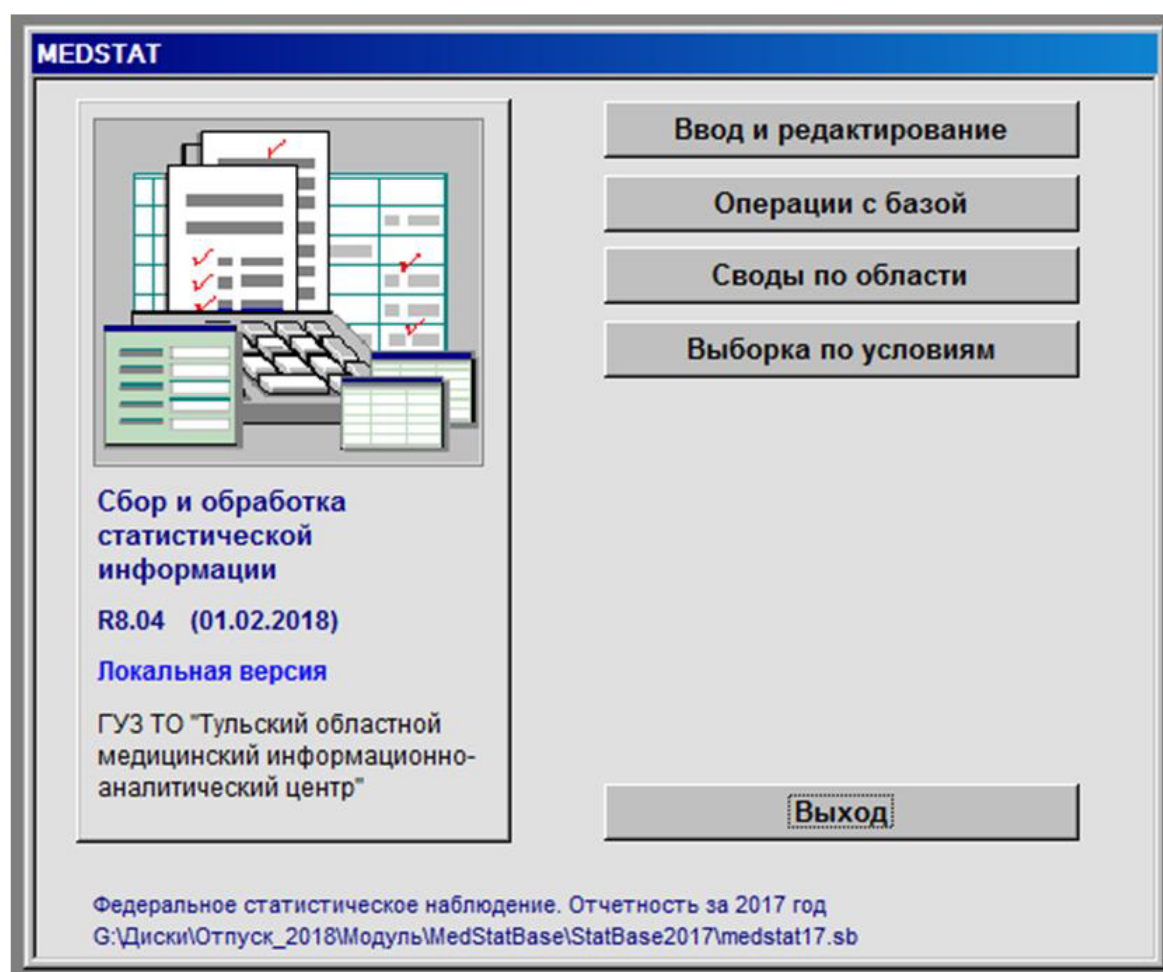 MEDSTAT
Ввод и редактирование
Операции с базой
Своды по области
Выборка по условиям
Сбор и обработка
статистической
информации
R8.04 (01.02.2018)
Локальная версия
ГУЗ ТО "Тульский областной
медицинский информационно-
аналитический центр"
Выход
Федеральное статистическое наблюдение. Отчетность за 2017 год
G:\Диски\Отпуск_2018\Модуль\MedStatBase\StatBase2017\medstat17.sb